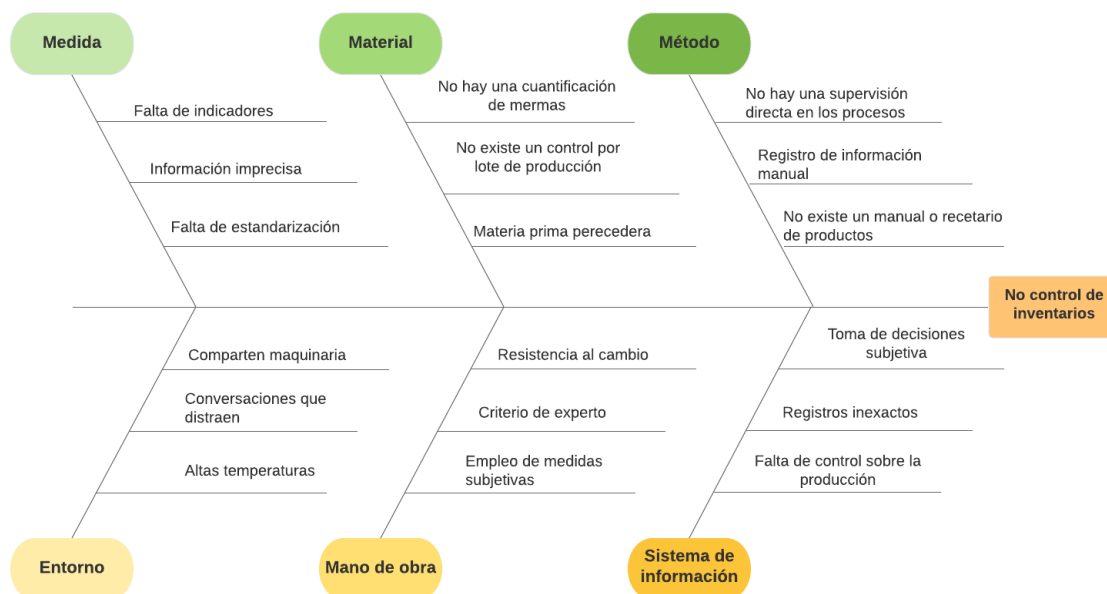 Medida
Material
Método
Falta de indicadores
Información imprecisa
Falta de estandarización
No hay una cuantificación
de mermas
No existe un control por
lote de producción
Materia prima perecedera
No hay una supervisión
directa en los procesos
Registro de información
manual
No existe un manual o recetario
de productos
No control de
inventarios
Comparten maquinaria
Conversaciones que
distraen
Altas temperaturas
Resistencia al cambio
Criterio de experto
Empleo de medidas
subjetivas
Toma de decisiones
subjetiva
Registros inexactos
Falta de control sobre la
producción
Entorno
Mano de obra
Sistema de
información